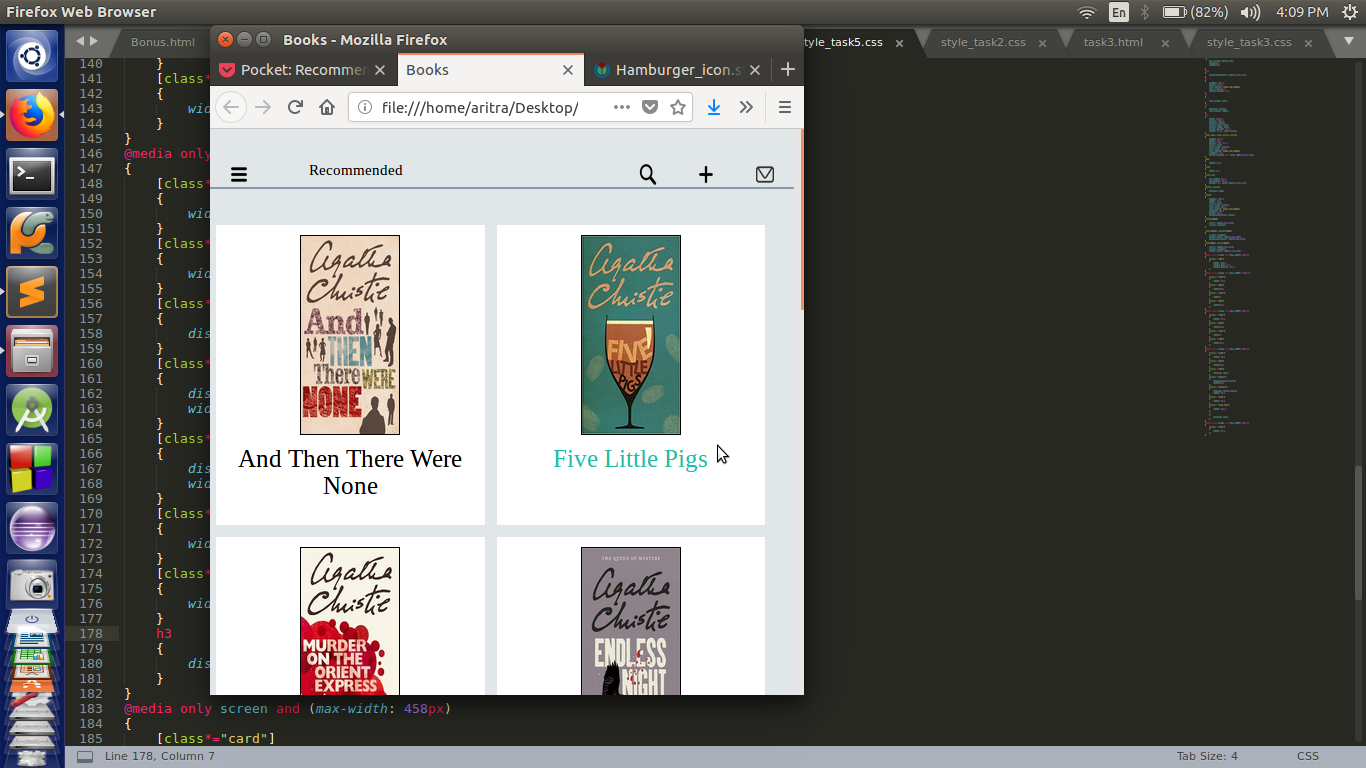 Firefox Web Browser
En
(82%)
4:09 PM
Bonus.html
tyle_task5.css
style_task2.css
task3.html
style_task3.css
Books - Mozilla Firefox
Pocket: Recommen
Books
Hamburger_icon.s
file:///home/aritra/Desktop/
Recommended
Agatha
Christie
And
THEN
There WERE
NONE
And Then There Were
None
Agatha
Christie
FIVE
LITTLE
PIGS
Five Little Pigs
Agatha
Christie
MURDER
ON THE
ORIENT
EXPRESS
THE QUEEN OF MYSTERY
Agatha
Christie
ENDLESS
NIGHT
140 }
141 [class*
142 {
143 wid
144 }
145 }
146 @media only
147 {
148 [class*
149 {
150 wid
151 }
152 [class*
153 {
154 wid
155 }
156 [class*
157 {
158 dis
159 }
160 [class*
161 {
162 dis
163 wid
164 }
165 [class*
166 {
167 dis
168 wid
169 }
170 [class*
171 {
172 wid
173 }
174 [class*
175 {
176 wid
177 }
178 h3
179 {
180 dis
181 }
182 }
183 @media only screen and (max-width: 458px)
184 {
185 [class*="card"]
Line 178, Column 7
Tab Size: 4
CSS